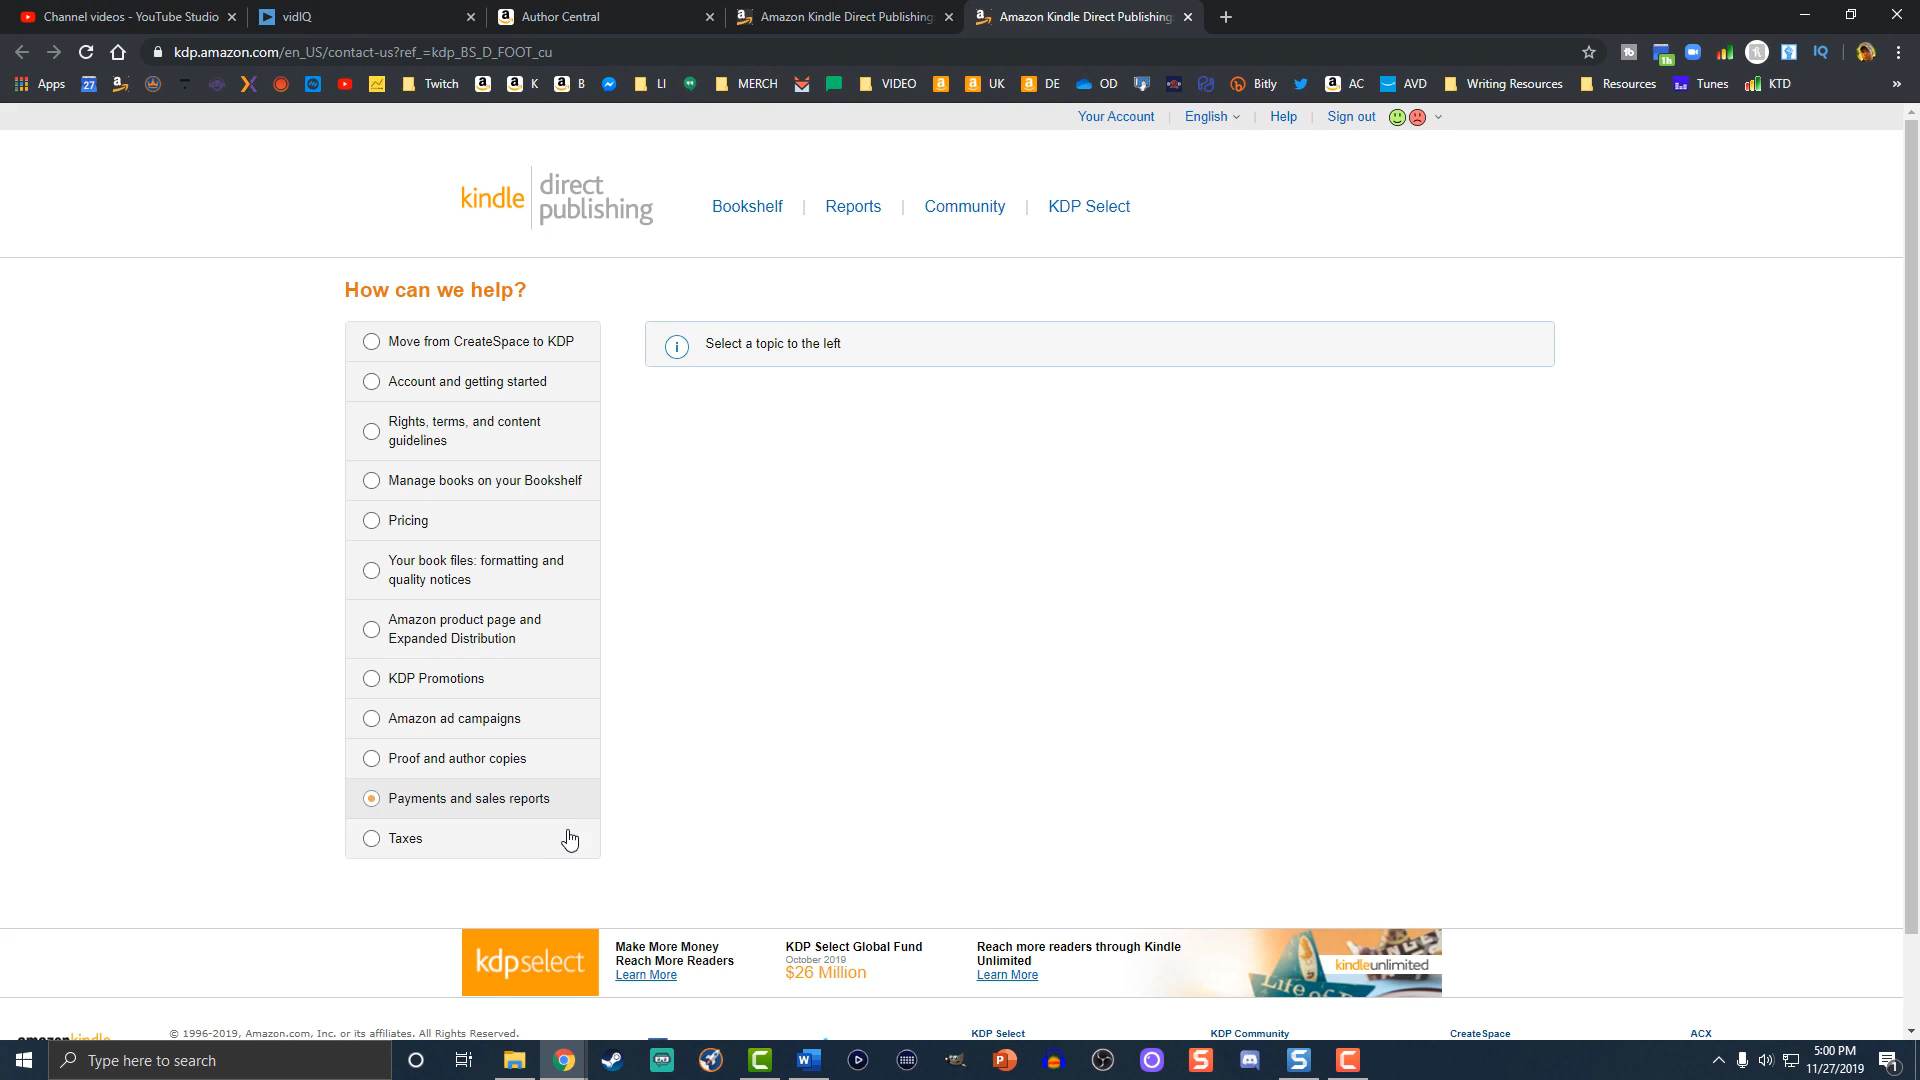 Channel videos - YouTube Studio
vidIQ
Author Central
Amazon Kindle Direct Publishing
Amazon Kindle Direct Publishing
kdp.amazon.com/en_US/contact-us?ref_=kdp_BS_D_FOOT_cu
Apps
27
Twitch
K
B
LI
MERCH
VIDEO
UK
DE
OD
Bitly
AC
AVD
Writing Resources
Resources
Tunes
KTD
»
Your Account | English | Help | Sign out
kindle direct publishing
Bookshelf | Reports | Community | KDP Select
How can we help?
Move from CreateSpace to KDP
Account and getting started
Rights, terms, and content
guidelines
Manage books on your Bookshelf
Pricing
Your book files: formatting and
quality notices
Amazon product page and
Expanded Distribution
KDP Promotions
Amazon ad campaigns
Proof and author copies
Payments and sales reports
Taxes
Select a topic to the left
kdpselect
Make More Money
Reach More Readers
Learn More
KDP Select Global Fund
October 2019
$26 Million
Reach more readers through Kindle
Unlimited
Learn More
kindleunlimited
© 1996-2019, Amazon.com, Inc. or its affiliates. All Rights Reserved.
KDP Select
KDP Community
CreateSpace
ACX
Type here to search
5:00 PM
11/27/2019